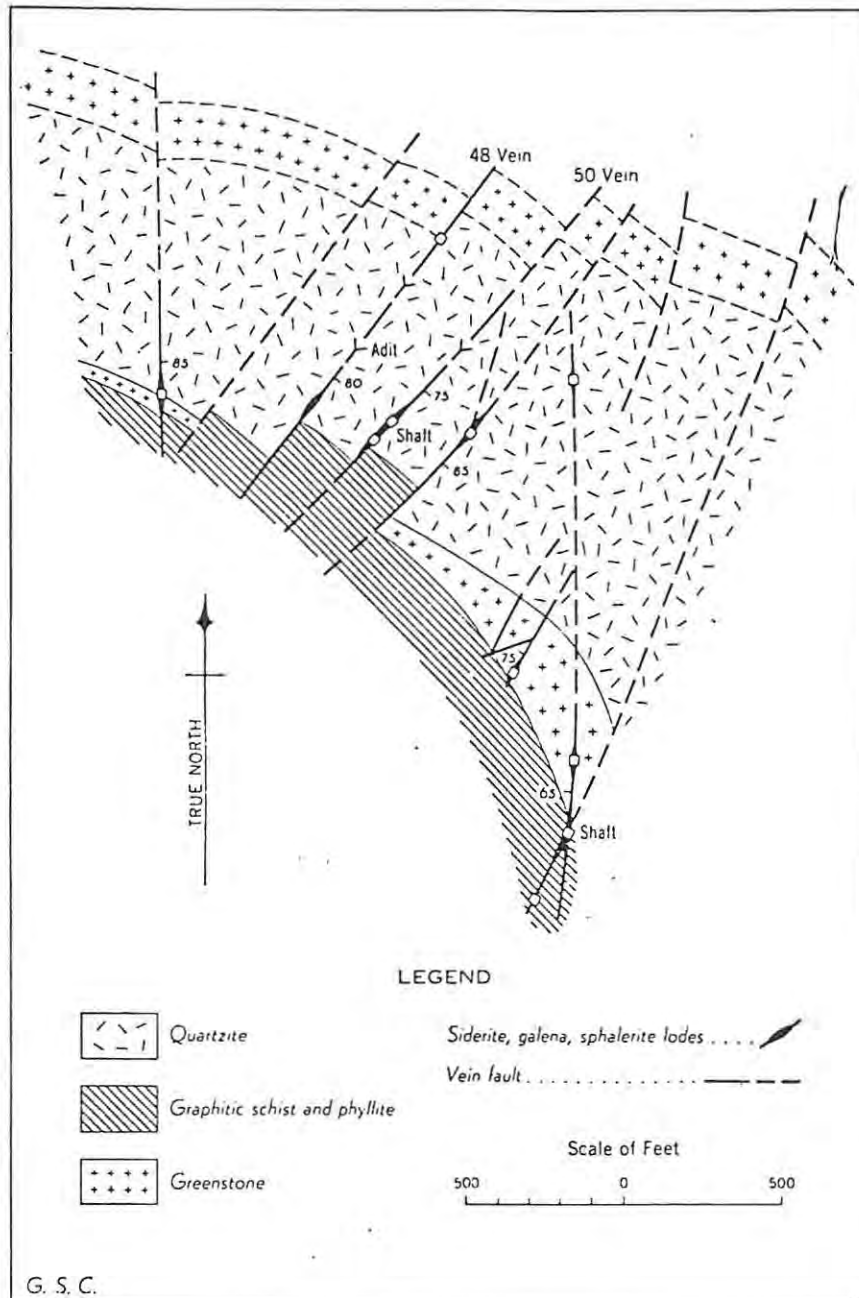 48 Vein
50 Vein
85
Adit
80
75
Shaft
85
75
TRUE NORTH
65
Shaft
LEGEND
Quartzite
Siderite, galena, sphalerite lodes . . . . .
Vein fault . . . . . . . . . . . . . .
Graphitic schist and phyllite
Scale of Feet
Greenstone
500 0 500
G. S. C.